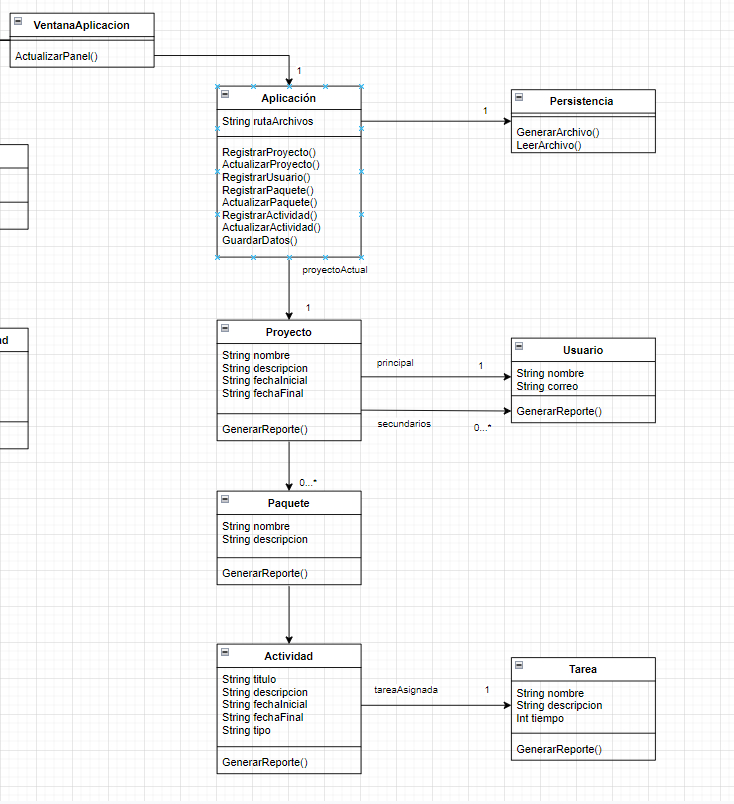 VentanaAplicacion
ActualizarPanel()
1
Aplicación
String rutaArchivos
RegistrarProyecto()
ActualizarProyecto()
RegistrarUsuario()
RegistrarPaquete()
ActualizarPaquete()
RegistrarActividad()
ActualizarActividad()
GuardarDatos()
1
Persistencia
GenerarArchivo()
LeerArchivo()
proyectoActual
1
ad
Proyecto
String nombre
String descripcion
String fechaInicial
String fechaFinal
GenerarReporte()
principal
1
secundarios
0...*
Usuario
String nombre
String correo
GenerarReporte()
0...*
Paquete
String nombre
String descripcion
GenerarReporte()
Actividad
String titulo
String descripcion
String fechaInicial
String fechaFinal
String tipo
GenerarReporte()
tareaAsignada
1
Tarea
String nombre
String descripcion
Int tiempo
GenerarReporte()